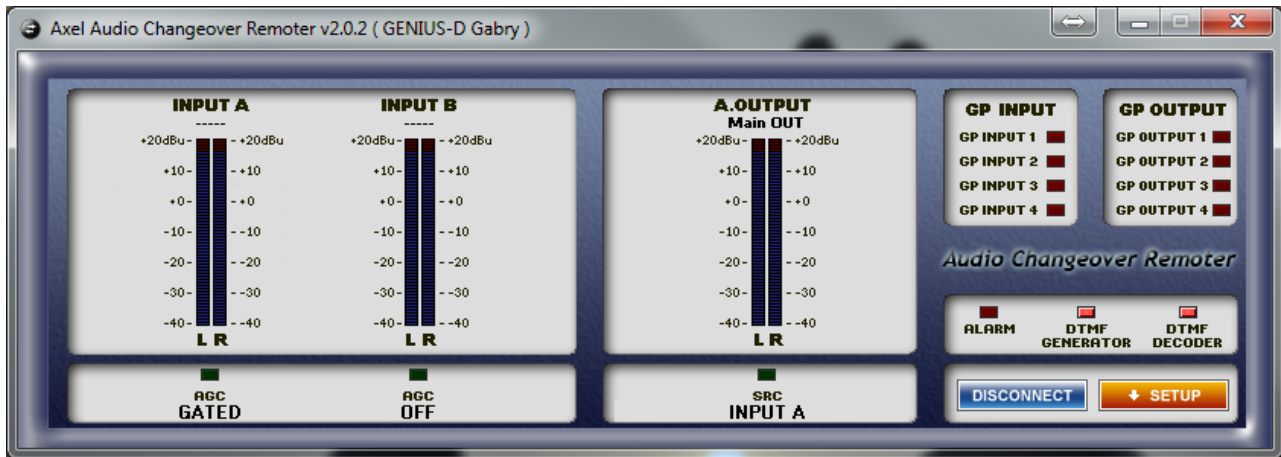 Axel Audio Changeover Remoter v2.0.2 ( GENIUS-D Gabry )
INPUT A
-----
+20dBu- - +20dBu
+10- - +10
+0- - +0
-10- - -10
-20- - -20
-30- - -30
-40- - -40
L R
INPUT B
-----
+20dBu- - +20dBu
+10- - +10
+0- - +0
-10- - -10
-20- - -20
-30- - -30
-40- - -40
L R
A.OUTPUT
Main OUT
+20dBu- - +20dBu
+10- - +10
+0- - +0
-10- - -10
-20- - -20
-30- - -30
-40- - -40
L R
GP INPUT
GP INPUT 1
GP INPUT 2
GP INPUT 3
GP INPUT 4
GP OUTPUT
GP OUTPUT 1
GP OUTPUT 2
GP OUTPUT 3
GP OUTPUT 4
Audio Changeover Remoter
ALARM
DTMF
GENERATOR
DTMF
DECODER
AGC
GATED
AGC
OFF
SRC
INPUT A
DISCONNECT
SETUP